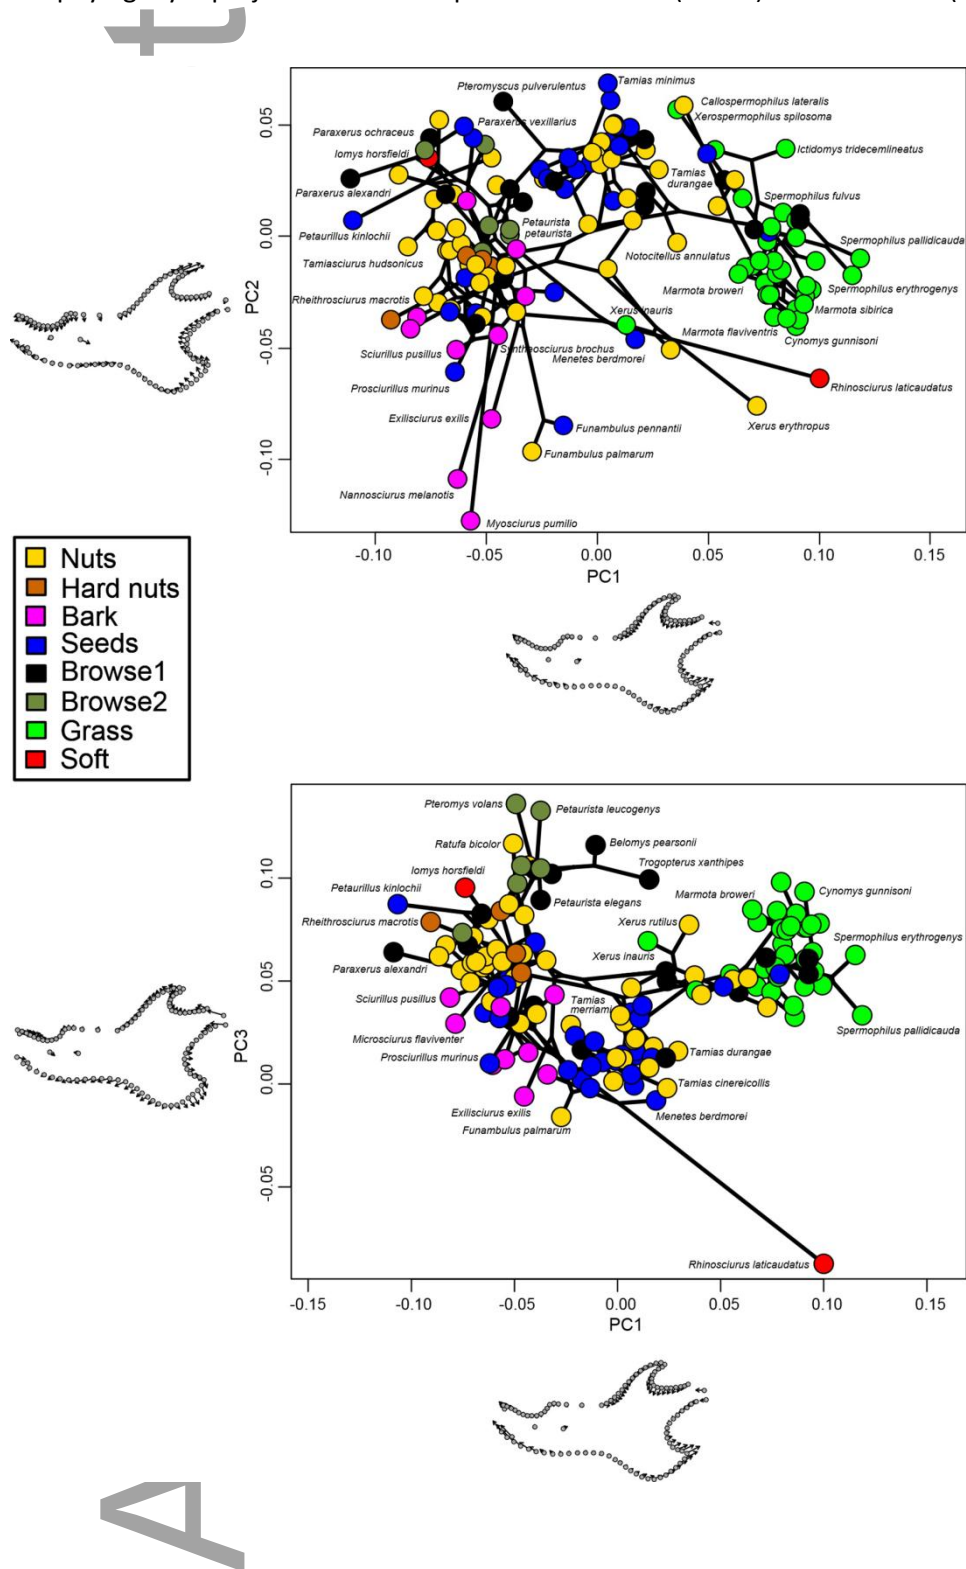 t
0.05
0.00
-0.05
-0.10
PC2
Pteromyscus pulverulentus
Tamias minimus
Paraxerus ochraceus
Paraxerus vexillarius
Callospermophilus lateralis
Xerospermophilus spilosoma
Iomys horsfieldi
Ictidomys tridecemlineatus
Paraxerus alexandri
Tamias
durangae
Spermophilus fulvus
Petaurillus kinlochii
Petaurista
petaurista
Spermophilus pallidicauda
Tamiasciurus hudsonicus
Notocitellus annulatus
Marmota broweri
Spermophilus erythrogenys
Rheithrosciurus macrotis
Xerus inauris
Marmota sibirica
Marmota flaviventris
Cynomys gunnisoni
Sciurillus pusillus
Syntheosciurus brochus
Menetes berdmorei
Prosciurillus murinus
Rhinosciurus laticaudatus
Exilisciurus exilis
Funambulus pennantii
Xerus erythropus
Funambulus palmarum
Nannosciurus melanotis
Myosciurus pumilio
-0.10 -0.05 0.00 0.05 0.10 0.15
PC1
Nuts
Hard nuts
Bark
Seeds
Browse1
Browse2
Grass
Soft
0.10
0.05
0.00
-0.05
PC3
Pteromys volans
Petaurista leucogenys
Ratufa bicolor
Belomys pearsonii
Iomys horsfieldi
Trogopterus xanthipes
Petaurillus kinlochii
Petaurista elegans
Marmota broweri
Cynomys gunnisoni
Rheithrosciurus macrotis
Xerus rutilus
Spermophilus erythrogenys
Xerus inauris
Paraxerus alexandri
Sciurillus pusillus
Tamias
merriami
Spermophilus pallidicauda
Microsciurus flaviventer
Prosciurillus murinus
Tamias durangae
Tamias cinereicollis
Exilisciurus exilis
Menetes berdmorei
Funambulus palmarum
Rhinosciurus laticaudatus
-0.15 -0.10 -0.05 0.00 0.05 0.10 0.15
PC1
A